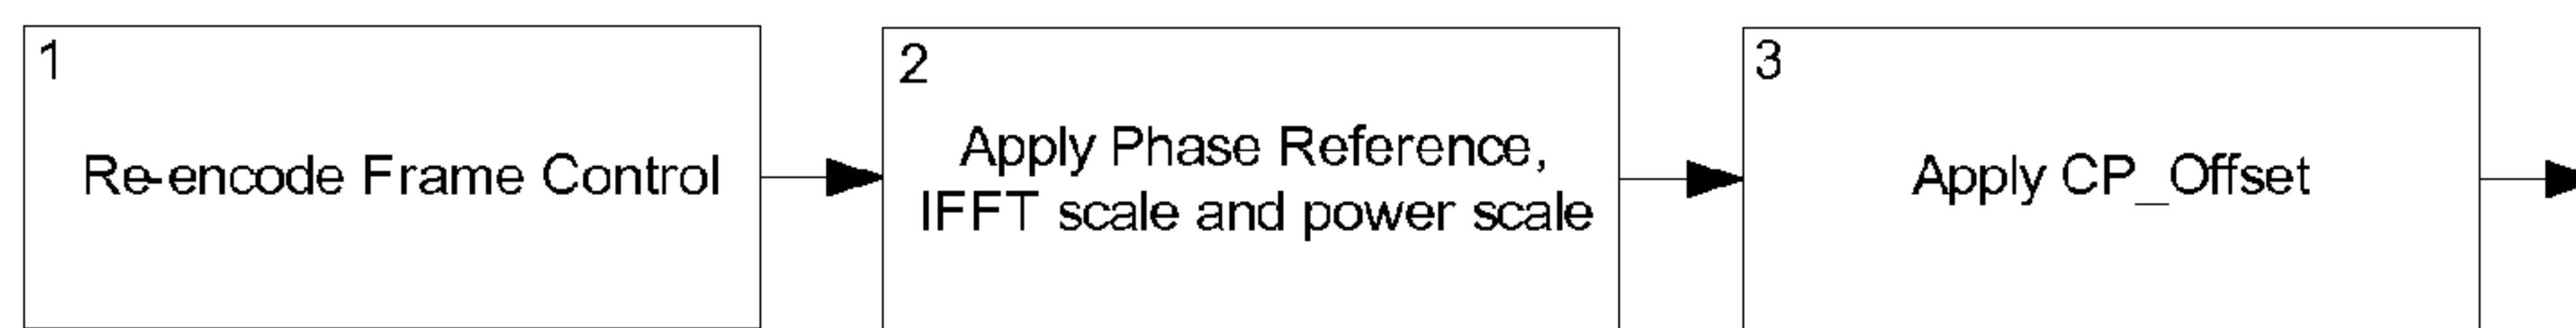 1
Re-encode Frame Control
2
Apply Phase Reference,
IFFT scale and power scale
3
Apply CP_Offset